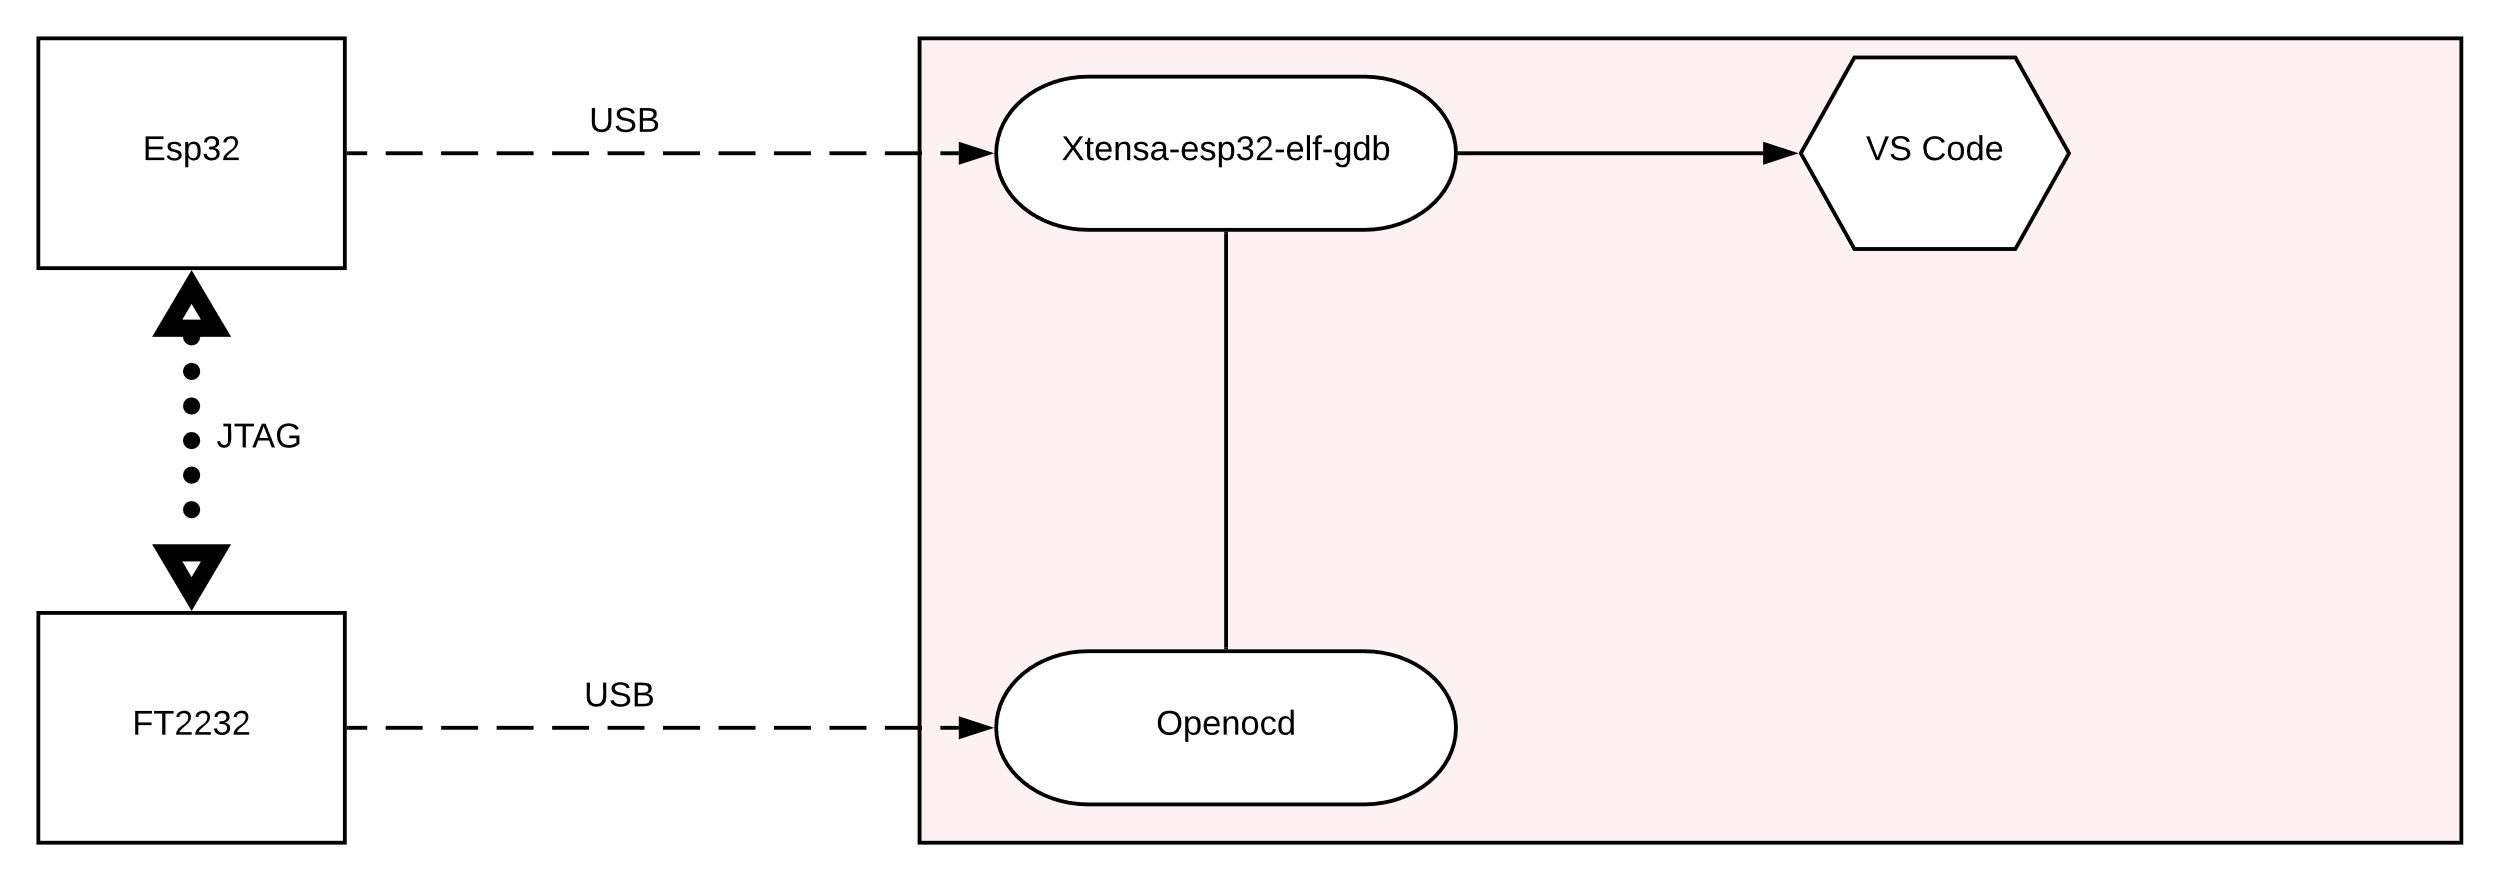 Esp32
USB
Xtensa-esp32-elf-gdb
VS Code
JTAG
FT2232
USB
Openocd